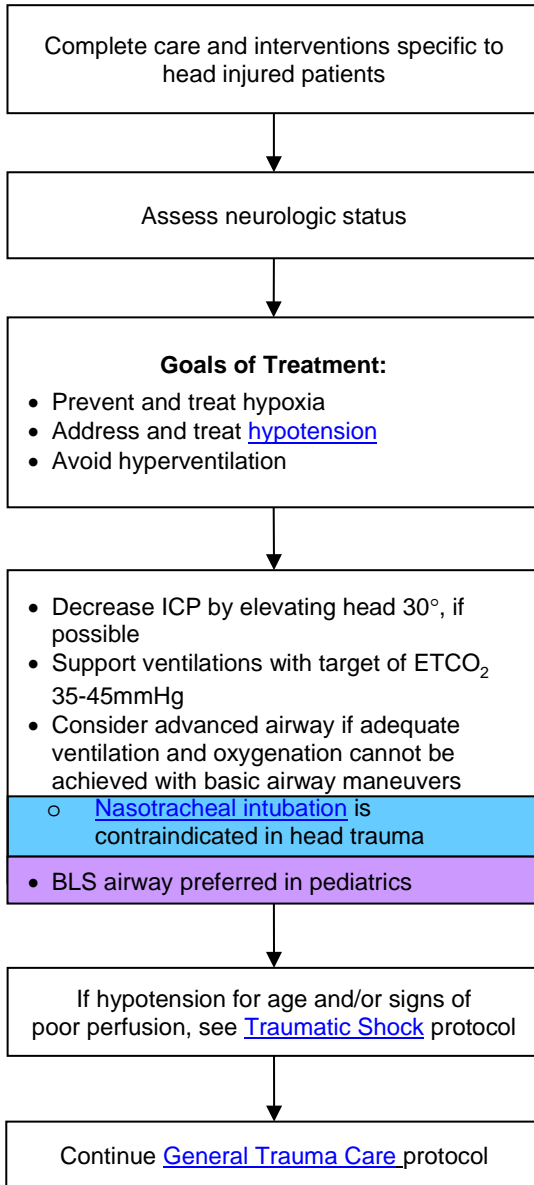 Complete care and interventions specific to
head injured patients
Assess neurologic status
Goals of Treatment:
• Prevent and treat hypoxia
• Address and treat hypotension
• Avoid hyperventilation
• Decrease ICP by elevating head 30°, if
possible
• Support ventilations with target of ETCO₂
35-45mmHg
• Consider advanced airway if adequate
ventilation and oxygenation cannot be
achieved with basic airway maneuvers
o Nasotracheal intubation is
contraindicated in head trauma
• BLS airway preferred in pediatrics
If hypotension for age and/or signs of
poor perfusion, see Traumatic Shock protocol
Continue General Trauma Care protocol